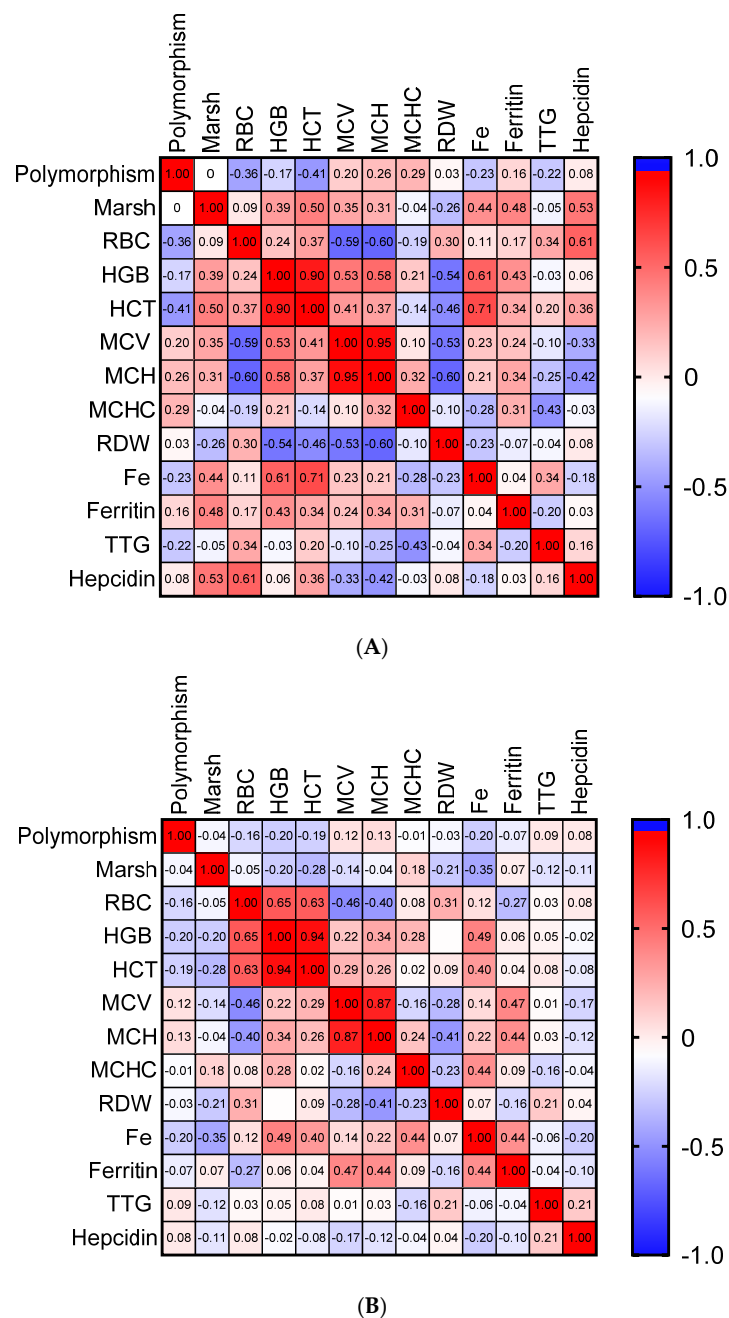 Polymorphism Marsh RBC HGB HCT MCV MCH MCHC RDW Fe Ferritin TTG Hepcidin
Polymorphism 1.00 0 -0.36 -0.17 -0.41 0.20 0.26 0.29 0.03 -0.23 0.16 -0.22 0.08
Marsh 0 1.00 0.09 0.39 0.50 0.35 0.31 -0.04 -0.26 0.44 0.48 -0.05 0.53
RBC -0.36 0.09 1.00 0.24 0.37 -0.59 -0.60 -0.19 0.30 0.11 0.17 0.34 0.61
HGB -0.17 0.39 0.24 1.00 0.90 0.53 0.58 0.21 -0.54 0.61 0.43 -0.03 0.06
HCT -0.41 0.50 0.37 0.90 1.00 0.41 0.37 -0.14 -0.46 0.71 0.34 0.20 0.36
MCV 0.20 0.35 -0.59 0.53 0.41 1.00 0.95 0.10 -0.53 0.23 0.24 -0.10 -0.33
MCH 0.26 0.31 -0.60 0.58 0.37 0.95 1.00 0.32 -0.60 0.21 0.34 -0.25 -0.42
MCHC 0.29 -0.04 -0.19 0.21 -0.14 0.10 0.32 1.00 -0.10 -0.28 0.31 -0.43 -0.03
RDW 0.03 -0.26 0.30 -0.54 -0.46 -0.53 -0.60 -0.10 1.00 -0.23 -0.07 -0.04 0.08
Fe -0.23 0.44 0.11 0.61 0.71 0.23 0.21 -0.28 -0.23 1.00 0.04 0.34 -0.18
Ferritin 0.16 0.48 0.17 0.43 0.34 0.24 0.34 0.31 -0.07 0.04 1.00 -0.20 0.03
TTG -0.22 -0.05 0.34 -0.03 0.20 -0.10 -0.25 -0.43 -0.04 0.34 -0.20 1.00 0.16
Hepcidin 0.08 0.53 0.61 0.06 0.36 -0.33 -0.42 -0.03 0.08 -0.18 0.03 0.16 1.00
1.0
0.5
0
-0.5
-1.0
(A)
Polymorphism Marsh RBC HGB HCT MCV MCH MCHC RDW Fe Ferritin TTG Hepcidin
Polymorphism 1.00 -0.04 -0.16 -0.20 -0.19 0.12 0.13 -0.01 -0.03 -0.20 -0.07 0.09 0.08
Marsh -0.04 1.00 -0.05 -0.20 -0.28 -0.14 -0.04 0.18 -0.21 -0.35 0.07 -0.12 -0.11
RBC -0.16 -0.05 1.00 0.65 0.63 -0.46 -0.40 0.08 0.31 0.12 -0.27 0.03 0.08
HGB -0.20 -0.20 0.65 1.00 0.94 0.22 0.34 0.28 0.49 0.06 0.05 -0.02
HCT -0.19 -0.28 0.63 0.94 1.00 0.29 0.26 0.02 0.09 0.40 0.04 0.08 -0.08
MCV 0.12 -0.14 -0.46 0.22 0.29 1.00 0.87 -0.16 -0.28 0.14 0.47 0.01 -0.17
MCH 0.13 -0.04 -0.40 0.34 0.26 0.87 1.00 0.24 -0.41 0.22 0.44 0.03 -0.12
MCHC -0.01 0.18 0.08 0.28 0.02 -0.16 0.24 1.00 -0.23 0.44 0.09 -0.16 -0.04
RDW -0.03 -0.21 0.31 0.09 -0.28 -0.41 -0.23 1.00 0.07 -0.16 0.21 0.04
Fe -0.20 -0.35 0.12 0.49 0.40 0.14 0.22 0.44 0.07 1.00 0.44 -0.06 -0.20
Ferritin -0.07 0.07 -0.27 0.06 0.04 0.47 0.44 0.09 -0.16 0.44 1.00 -0.04 -0.10
TTG 0.09 -0.12 0.03 0.05 0.08 0.01 0.03 -0.16 0.21 -0.06 -0.04 1.00 0.21
Hepcidin 0.08 -0.11 0.08 -0.02 -0.08 -0.17 -0.12 -0.04 0.04 -0.20 -0.10 0.21 1.00
1.0
0.5
0
-0.5
-1.0
(B)